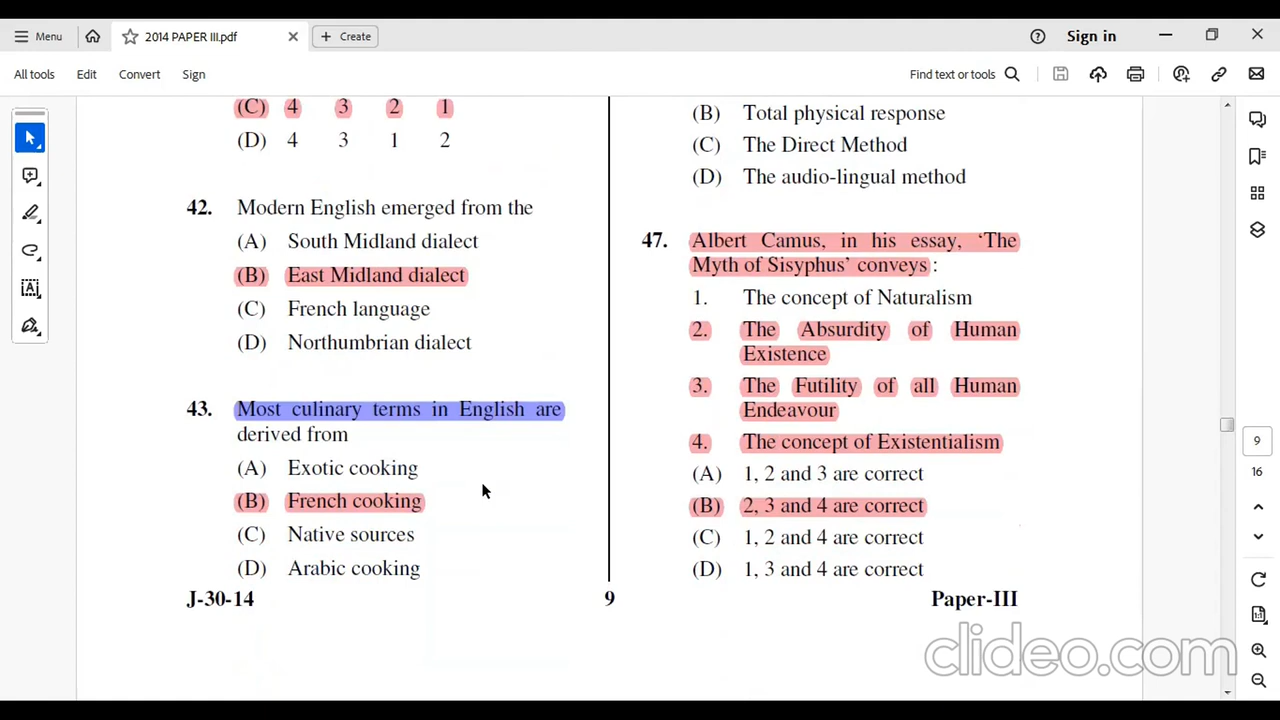 Menu
2014 PAPER III.pdf
Create
Sign in
All tools
Edit
Convert
Sign
Find text or tools
(C) 4 3 2 1
(D) 4 3 1 2
42. Modern English emerged from the
(A) South Midland dialect
(B) East Midland dialect
(C) French language
(D) Northumbrian dialect
43. Most culinary terms in English are
derived from
(A) Exotic cooking
(B) French cooking
(C) Native sources
(D) Arabic cooking
(B) Total physical response
(C) The Direct Method
(D) The audio-lingual method
47. Albert Camus, in his essay, ‘The
Myth of Sisyphus’ conveys :
1. The concept of Naturalism
2. The Absurdity of Human
Existence
3. The Futility of all Human
Endeavour
4. The concept of Existentialism
(A) 1, 2 and 3 are correct
(B) 2, 3 and 4 are correct
(C) 1, 2 and 4 are correct
(D) 1, 3 and 4 are correct
J-30-14 9 Paper-III
9
16
1:1
clideo.com